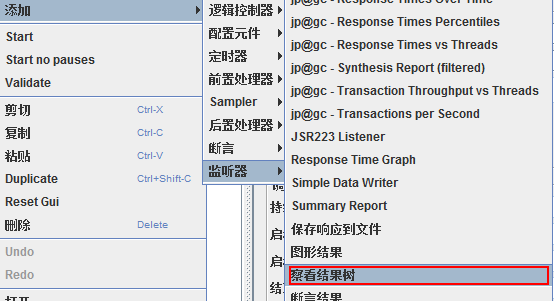 添加
Start
Start no pauses
Validate
剪切 Ctrl-X
复制 Ctrl-C
粘贴 Ctrl-V
Duplicate Ctrl+Shift-C
Reset Gui
删除 Delete
Undo
Redo
打开
逻辑控制器
配置元件
定时器
前置处理器
Sampler
后置处理器
断言
监听器
jp@gc - Response Times Over Time
jp@gc - Response Times Percentiles
jp@gc - Response Times vs Threads
jp@gc - Synthesis Report (filtered)
jp@gc - Transaction Throughput vs Threads
jp@gc - Transactions per Second
JSR223 Listener
Response Time Graph
Simple Data Writer
Summary Report
保存响应到文件
图形结果
察看结果树
断言结果